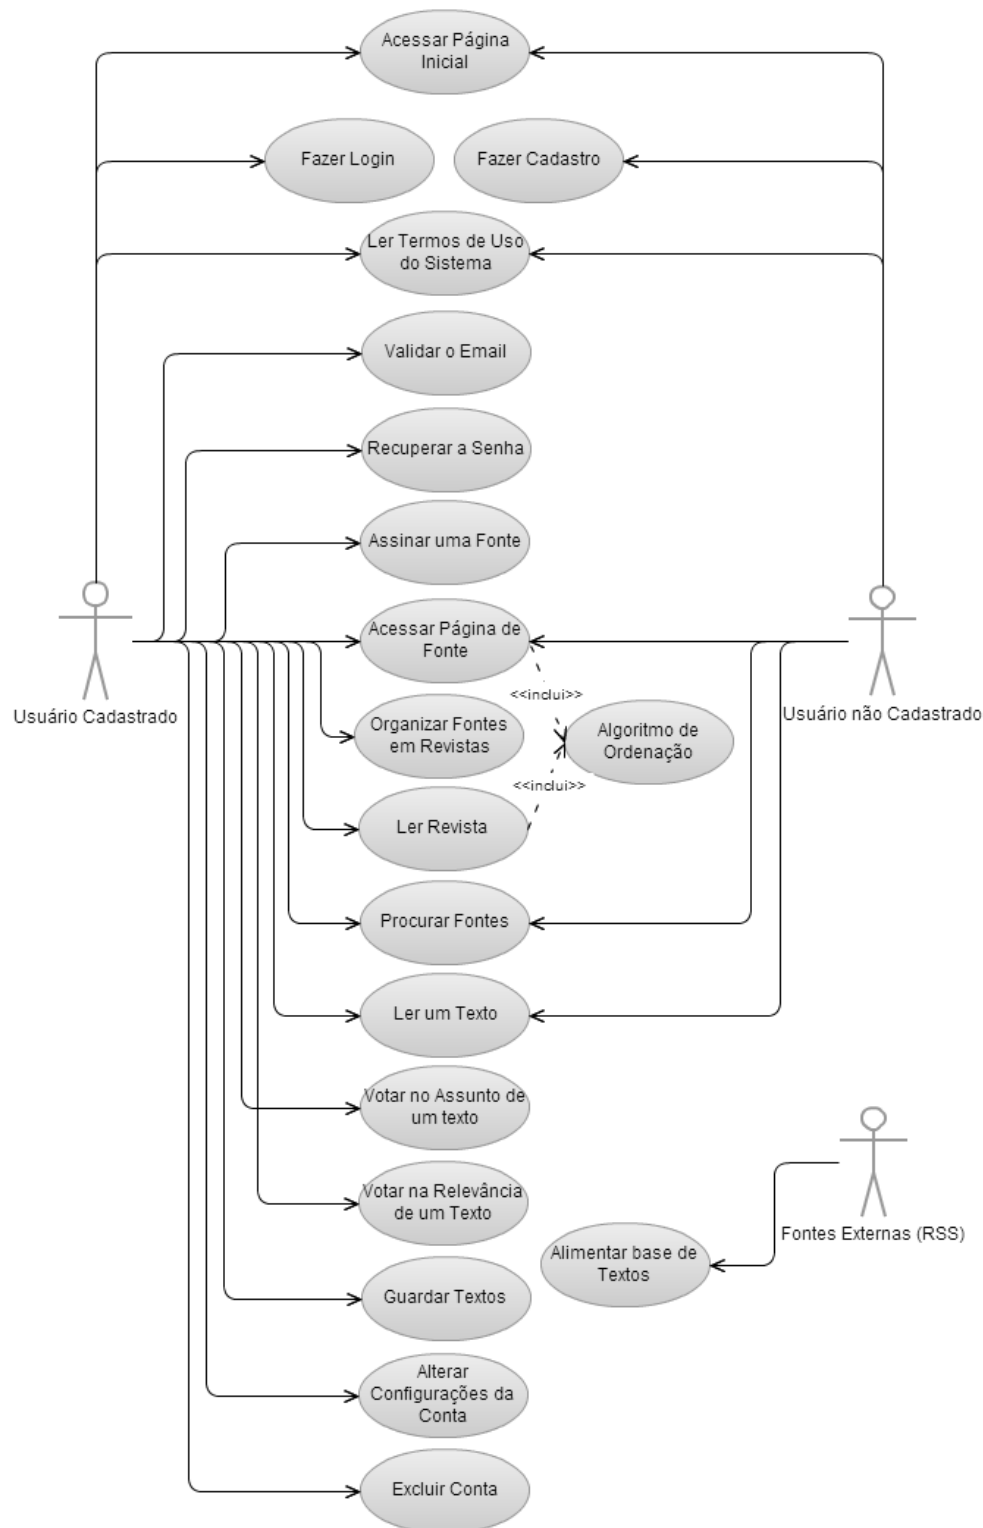 Acessar Página
Inicial
Fazer Login
Fazer Cadastro
Ler Termos de Uso
do Sistema
Validar o Email
Recuperar a Senha
Assinar uma Fonte
Acessar Página de
Fonte
Usuário Cadastrado
Usuário não Cadastrado
<<inclui>>
Organizar Fontes
em Revistas
Algoritmo de
Ordenação
<<inclui>>
Ler Revista
Procurar Fontes
Ler um Texto
Votar no Assunto de
um texto
Votar na Relevância
de um Texto
Fontes Externas (RSS)
Alimentar base de
Textos
Guardar Textos
Alterar
Configurações da
Conta
Excluir Conta